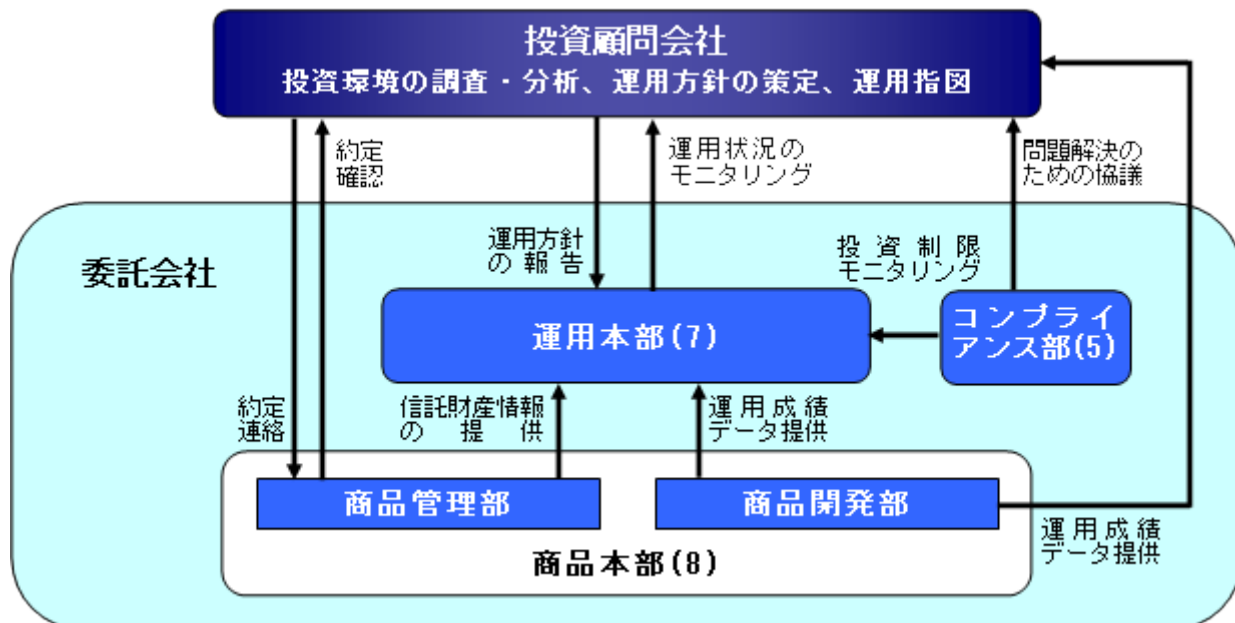 投資顧問会社
投資環境の調査・分析、運用方針の策定、運用指図
約定
確認
運用状況の
モニタリング
問題解決の
ための協議
運用方針
の報告
投資制限
モニタリング
委託会社
運用本部(7)
コンプライ
アンス部(5)
約定
連絡
信託財産情報
の提供
運用成績
データ提供
商品管理部
商品開発部
運用成績
データ提供
商品本部(8)